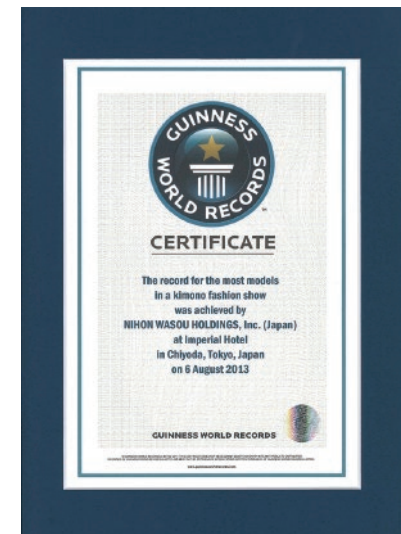 GUINNESS
WORLD RECORDS
™
CERTIFICATE
The record for the most models
in a kimono fashion show
was achieved by
NIHON WASOU HOLDINGS, Inc. (Japan)
at Imperial Hotel
in Chiyoda, Tokyo, Japan
on 6 August 2013
GUINNESS WORLD RECORDS